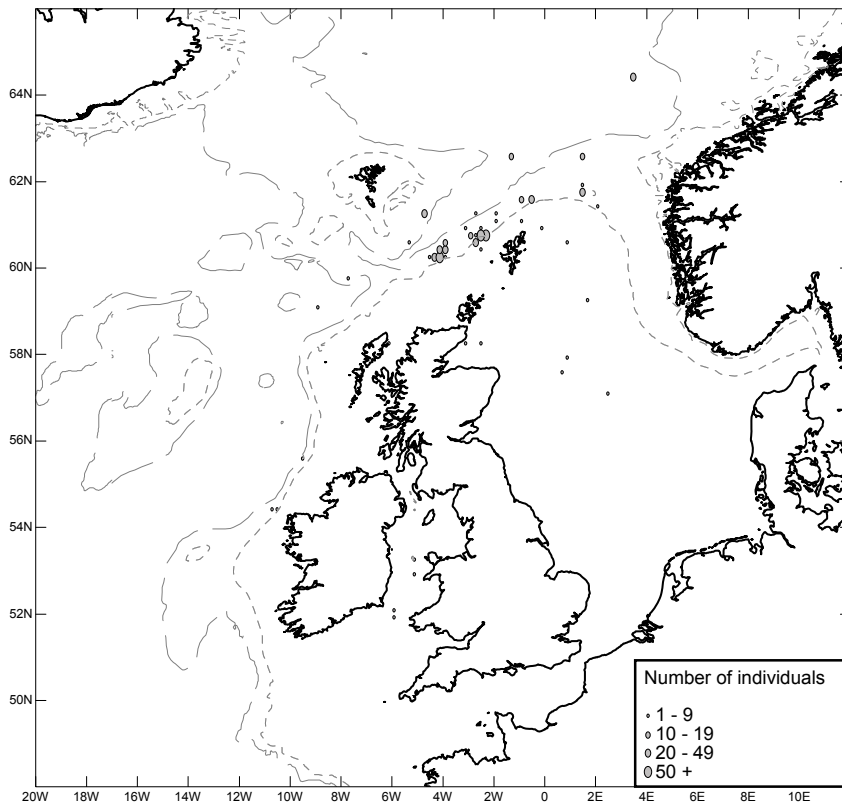 64N
62N
60N
58N
56N
54N
52N
50N
Number of individuals
1 - 9
10 - 19
20 - 49
50 +
20W 18W 16W 14W 12W 10W 8W 6W 4W 2W 0 2E 4E 6E 8E 10E